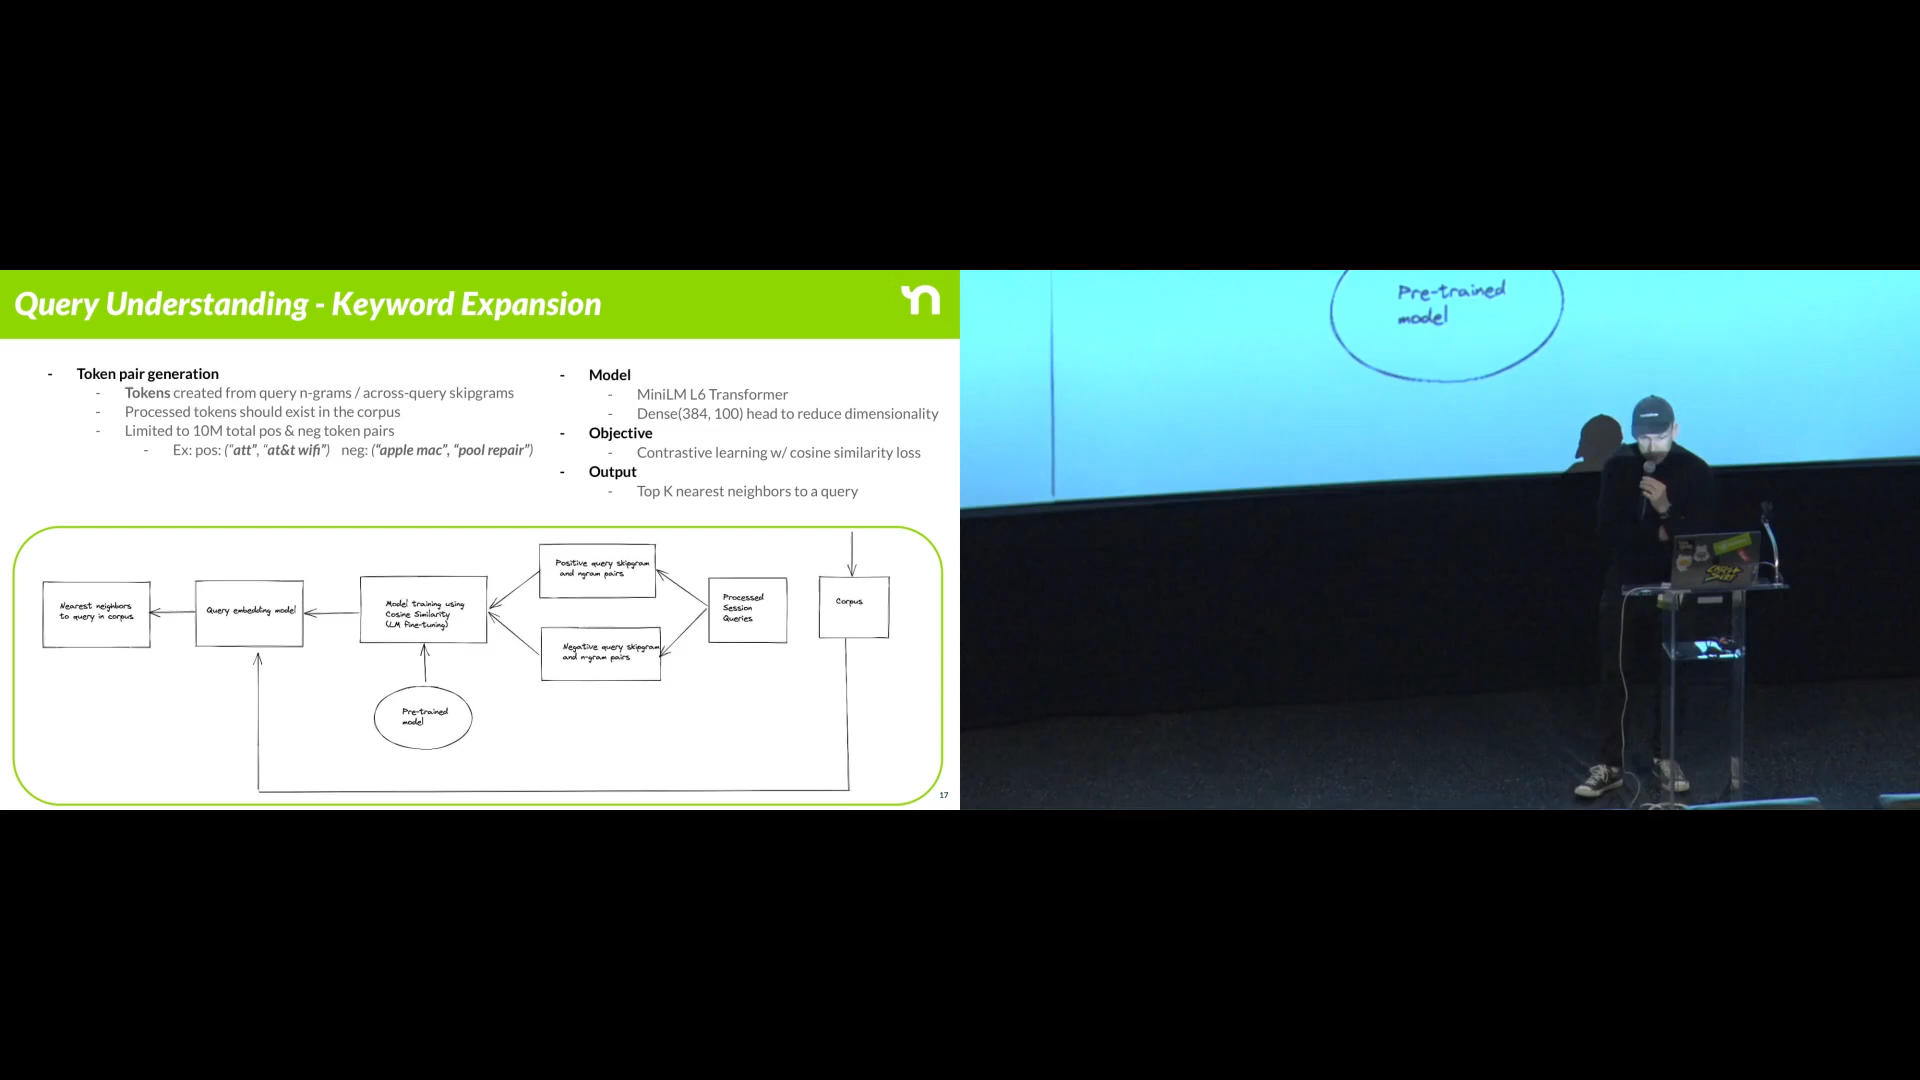 Query Understanding - Keyword Expansion
- Token pair generation
- Tokens created from query n-grams / across-query skipgrams
- Processed tokens should exist in the corpus
- Limited to 10M total pos & neg token pairs
- Ex: pos: (“att”, “at&t wifi”) neg: (“apple mac”, “pool repair”)
- Model
- MiniLM L6 Transformer
- Dense(384, 100) head to reduce dimensionality
- Objective
- Contrastive learning w/ cosine similarity loss
- Output
- Top K nearest neighbors to a query
Nearest neighbors
to query in corpus
Query embedding model
Model training using
Cosine Similarity
(LM fine-tuning)
Pre-trained
model
Positive query skipgram
and ngram pairs
Negative query skipgram
and n-gram pairs
Processed
Session
Queries
Corpus
17
Pre-trained
model